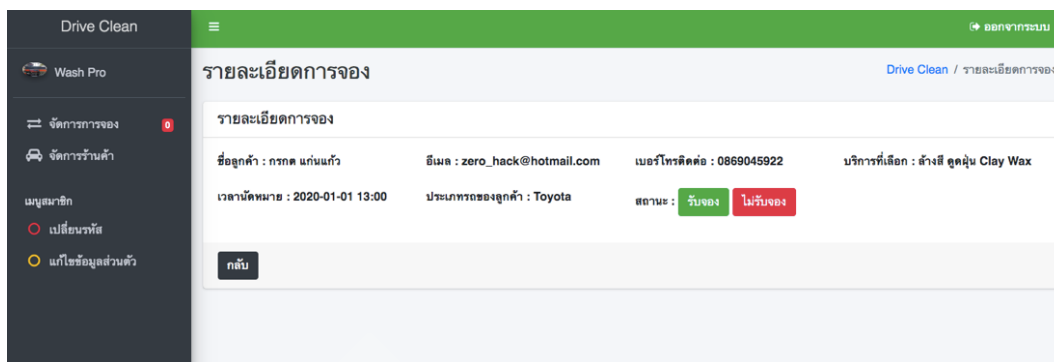 Drive Clean
ออกจากระบบ
Wash Pro
รายละเอียดการจอง
Drive Clean / รายละเอียดการจอง
จัดการการจอง 0
จัดการร้านค้า
เมนูสมาชิก
เปลี่ยนรหัส
แก้ไขข้อมูลส่วนตัว
รายละเอียดการจอง
ชื่อลูกค้า : กรกต แก่นแก้ว อีเมล : zero_hack@hotmail.com เบอร์โทรติดต่อ : 0869045922 บริการที่เลือก : ล้างสี ดูดฝุ่น Clay Wax
เวลานัดหมาย : 2020-01-01 13:00 ประเภทรถของลูกค้า : Toyota สถานะ : รับจอง ไม่รับจอง
กลับ